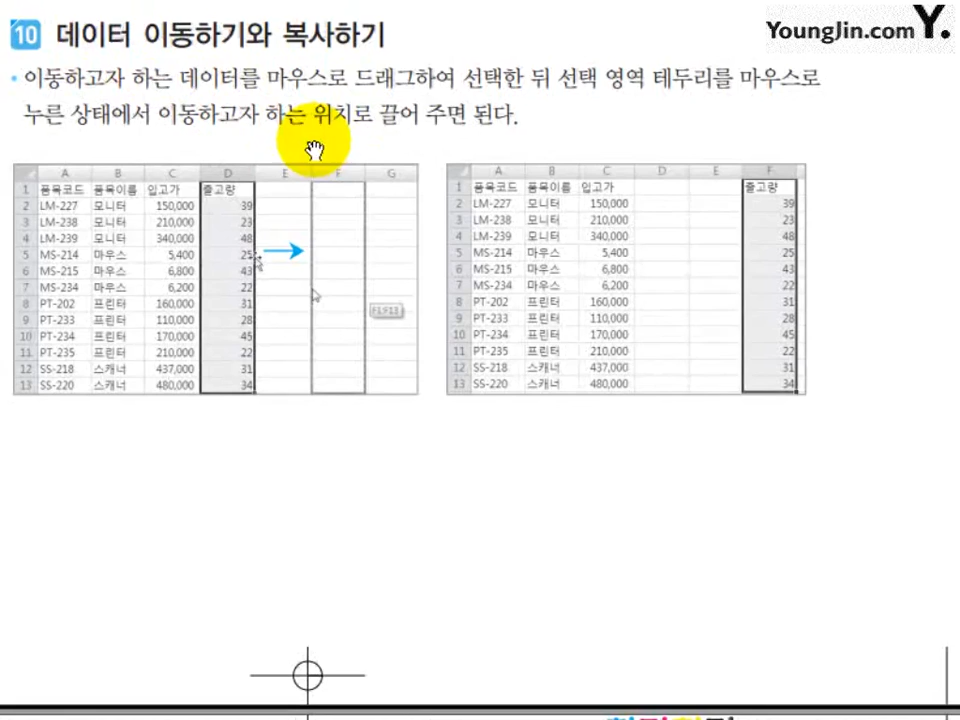 10 데이터 이동하기와 복사하기
YoungJin.com Y.
• 이동하고자 하는 데이터를 마우스로 드래그하여 선택한 뒤 선택 영역 테두리를 마우스로
누른 상태에서 이동하고자 하는 위치로 끌어 주면 된다.
A B C D E F G
1 품목코드 품목이름 입고가 출고량
2 LM-227 모니터 150,000 39
3 LM-238 모니터 210,000 23
4 LM-239 모니터 340,000 48
5 MS-214 마우스 5,400 25
6 MS-215 마우스 6,800 43
7 MS-234 마우스 6,200 22
8 PT-202 프린터 160,000 31
9 PT-233 프린터 110,000 28
10 PT-234 프린터 170,000 45
11 PT-235 프린터 210,000 22
12 SS-218 스캐너 437,000 31
13 SS-220 스캐너 480,000 34
A B C D E F
1 품목코드 품목이름 입고가 출고량
2 LM-227 모니터 150,000 39
3 LM-238 모니터 210,000 23
4 LM-239 모니터 340,000 48
5 MS-214 마우스 5,400 25
6 MS-215 마우스 6,800 43
7 MS-234 마우스 6,200 22
8 PT-202 프린터 160,000 31
9 PT-233 프린터 110,000 28
10 PT-234 프린터 170,000 45
11 PT-235 프린터 210,000 22
12 SS-218 스캐너 437,000 31
13 SS-220 스캐너 480,000 34